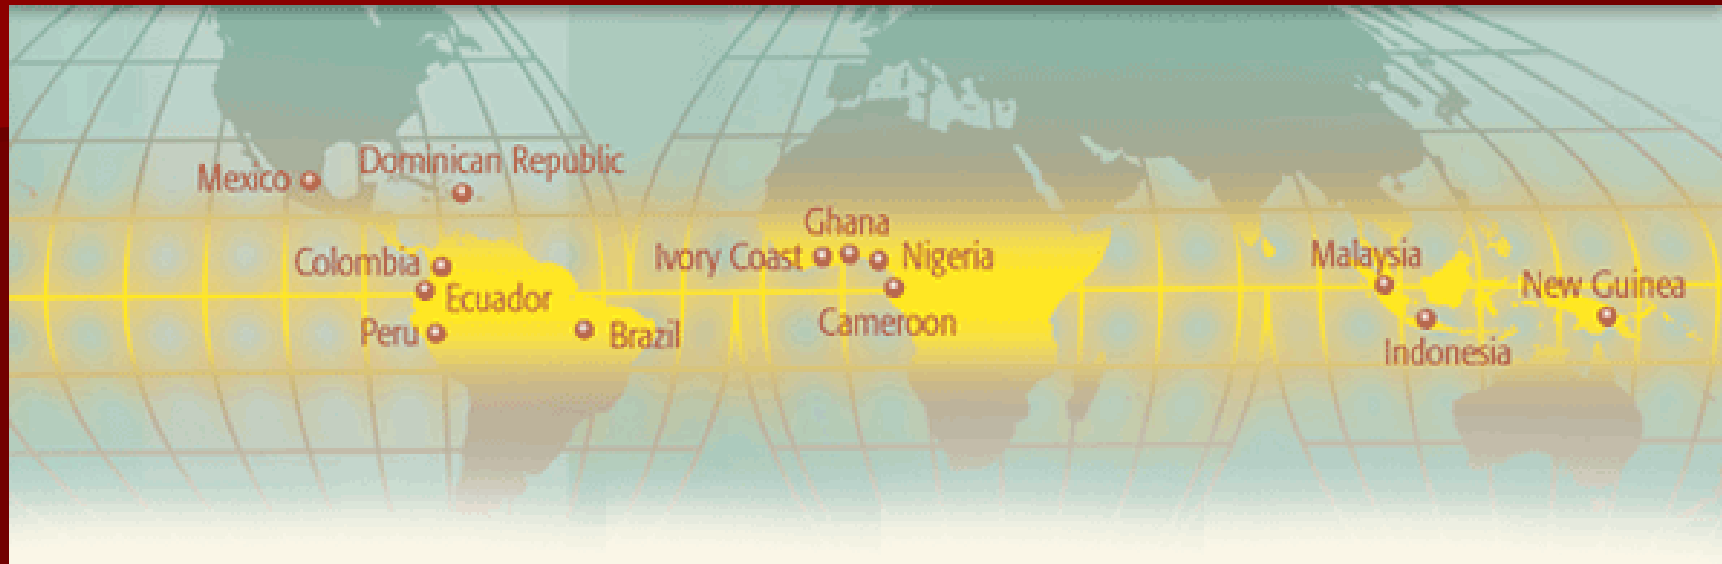 Dominican Republic
Mexico
Ghana
Ivory Coast
Nigeria
Malaysia
Colombia
New Guinea
Ecuador
Cameroon
Peru
Brazil
Indonesia